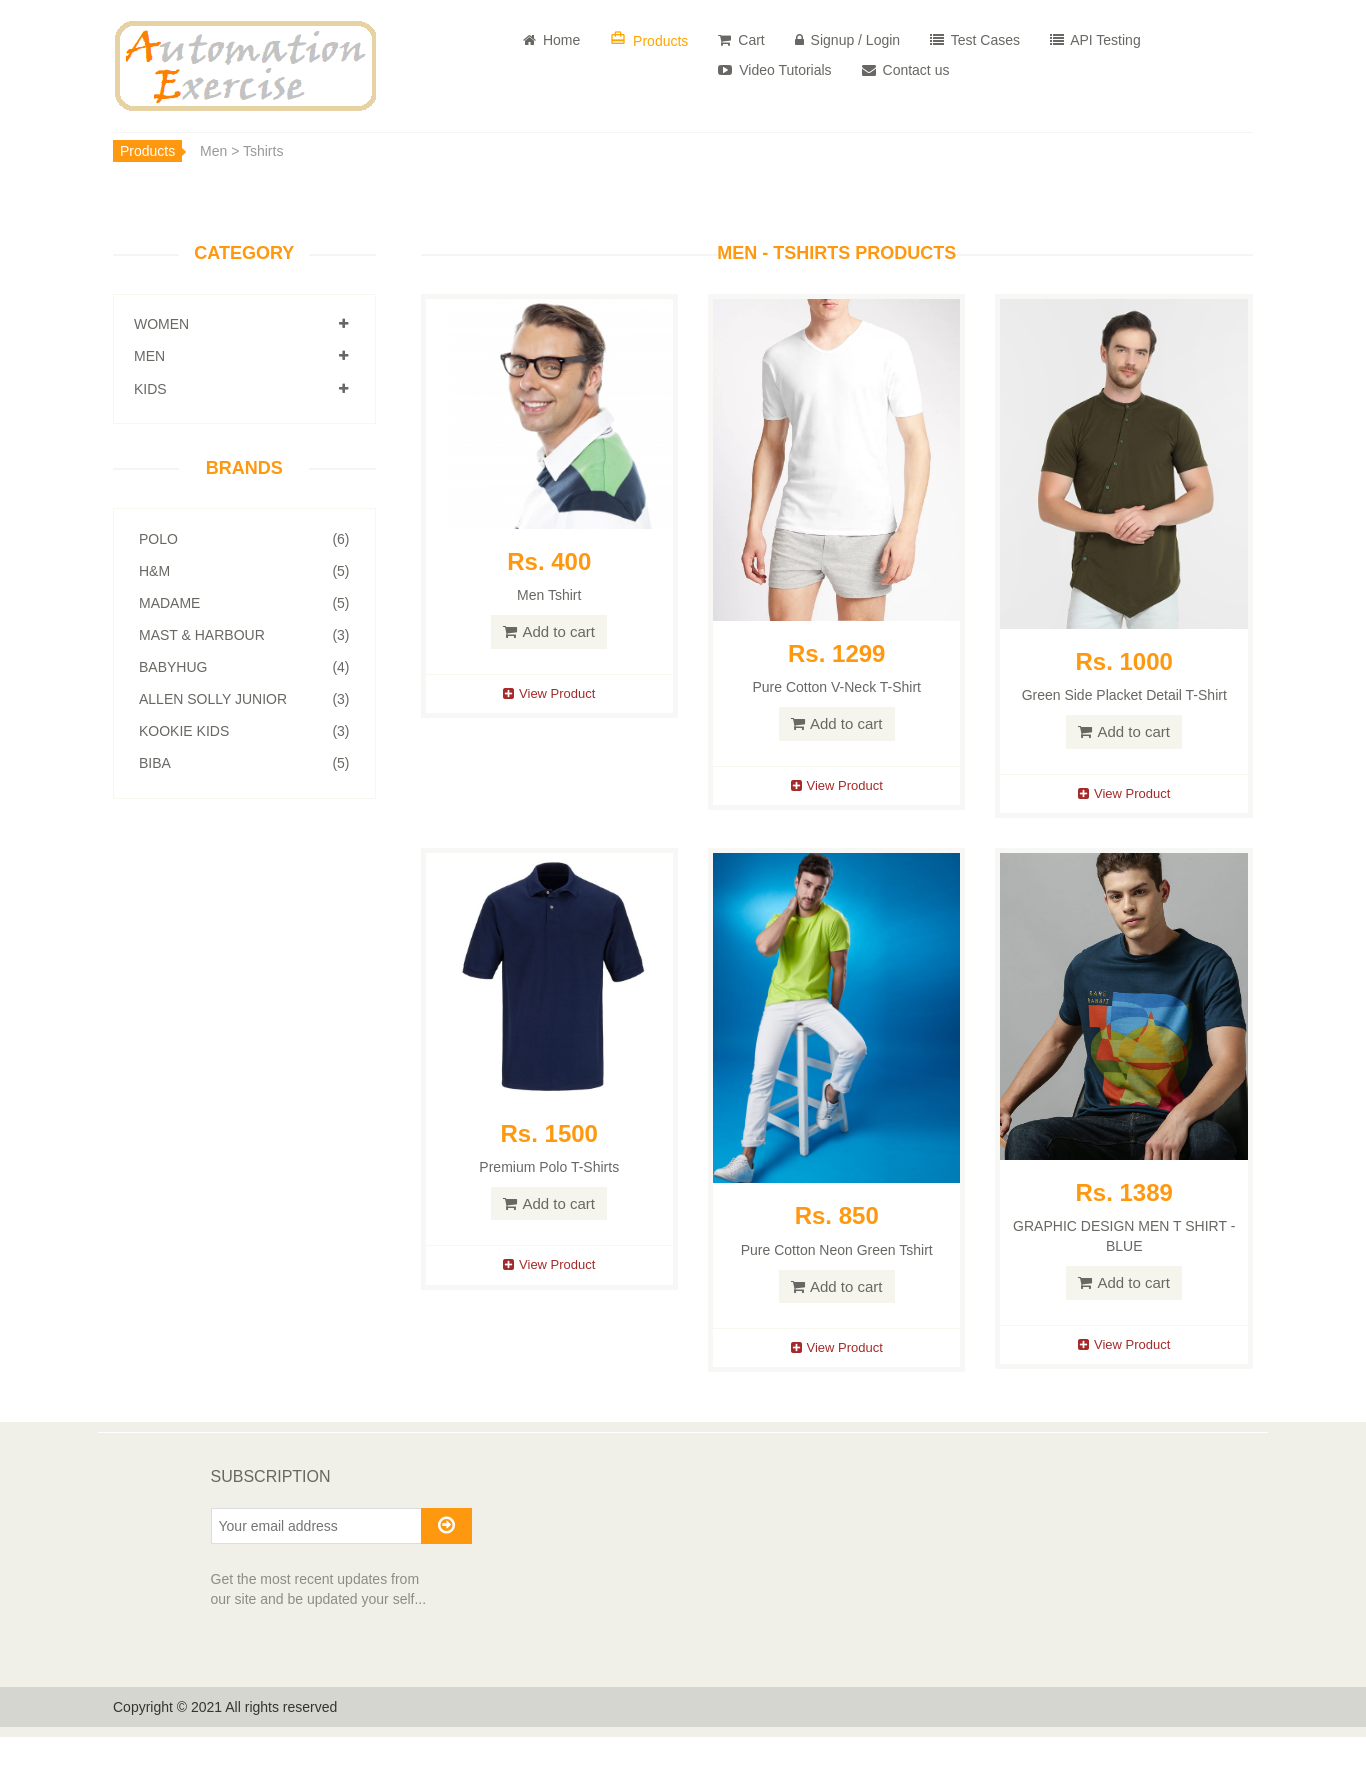 Automation
Exercise
Home
Products
Cart
Signup / Login
Test Cases
API Testing
Video Tutorials
Contact us
Products
Men > Tshirts
CATEGORY
WOMEN
MEN
KIDS
BRANDS
POLO (6)
H&M (5)
MADAME (5)
MAST & HARBOUR (3)
BABYHUG (4)
ALLEN SOLLY JUNIOR (3)
KOOKIE KIDS (3)
BIBA (5)
MEN - TSHIRTS PRODUCTS
Rs. 400
Men Tshirt
Add to cart
View Product
Rs. 1299
Pure Cotton V-Neck T-Shirt
Add to cart
View Product
Rs. 1000
Green Side Placket Detail T-Shirt
Add to cart
View Product
Rs. 1500
Premium Polo T-Shirts
Add to cart
View Product
Rs. 850
Pure Cotton Neon Green Tshirt
Add to cart
View Product
RARE
RABBIT
Rs. 1389
GRAPHIC DESIGN MEN T SHIRT -
BLUE
Add to cart
View Product
SUBSCRIPTION
Your email address
Get the most recent updates from
our site and be updated your self...
Copyright © 2021 All rights reserved